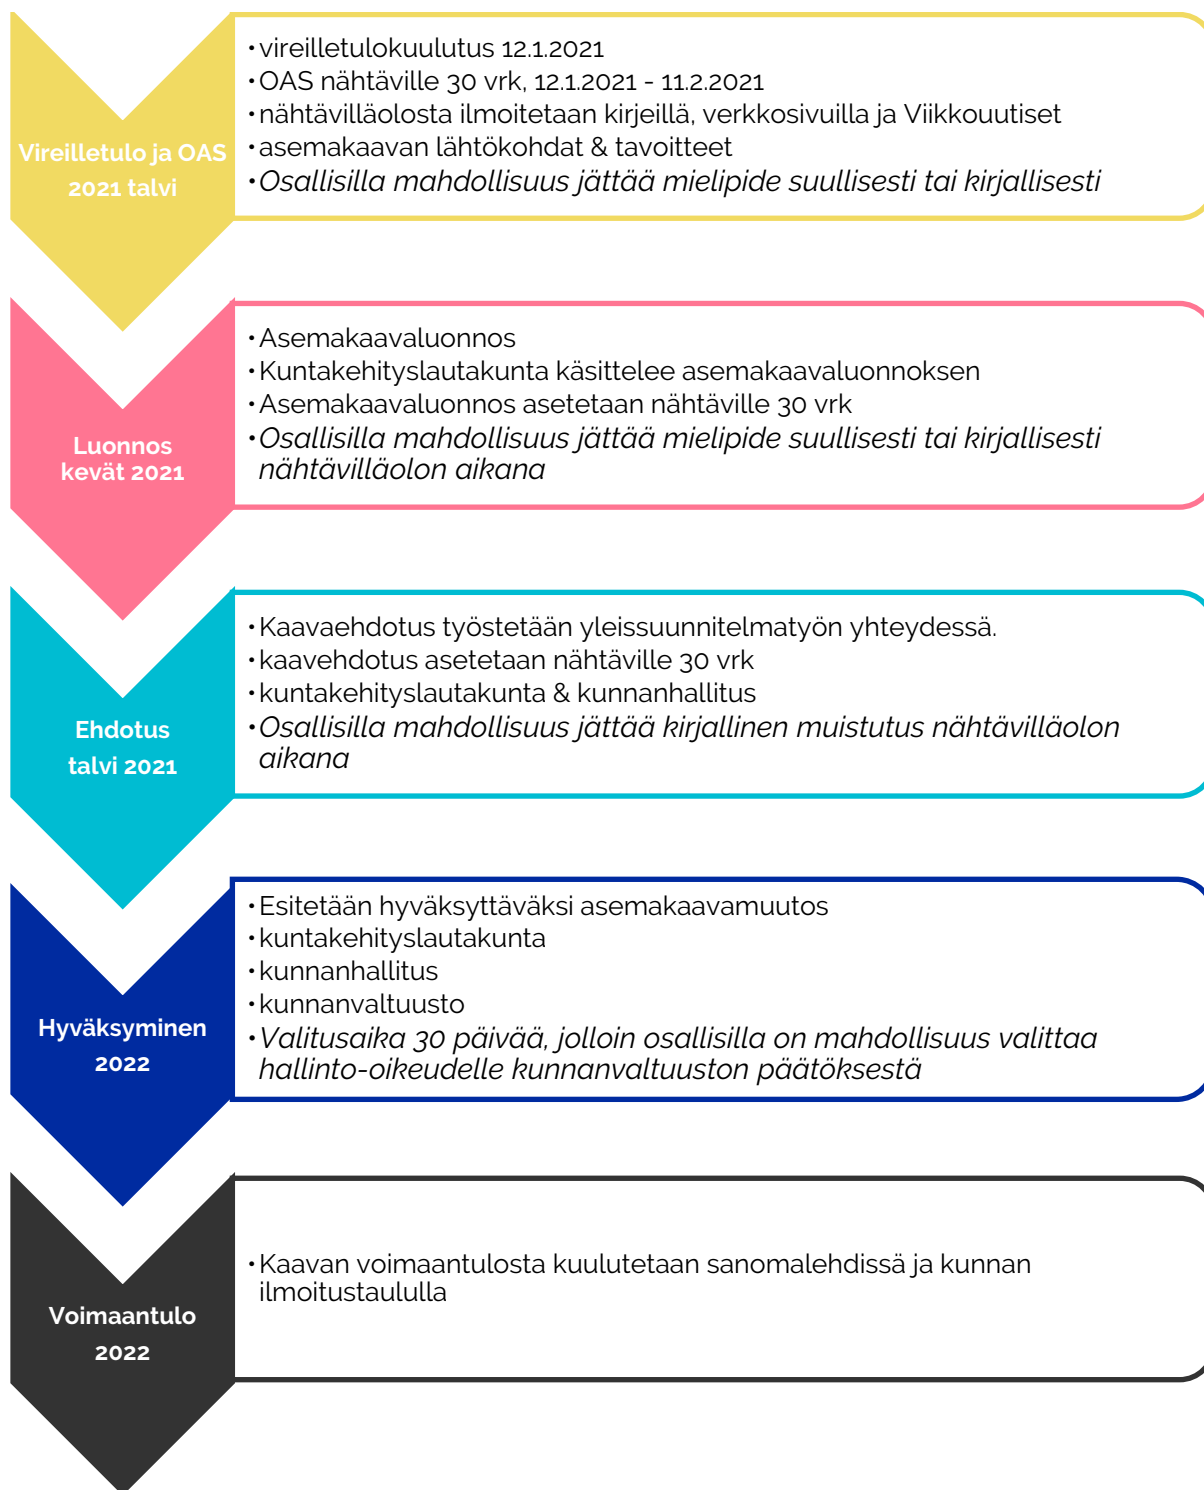 Vireilletulo ja OAS
2021 talvi
• vireilletulokuulutus 12.1.2021
• OAS nähtäville 30 vrk, 12.1.2021 - 11.2.2021
• nähtävilläolosta ilmoitetaan kirjeillä, verkkosivuilla ja Viikkouutiset
• asemakaavan lähtökohdat & tavoitteet
• Osallisilla mahdollisuus jättää mielipide suullisesti tai kirjallisesti
Luonnos
kevät 2021
• Asemakaavaluonnos
• Kuntakehityslautakunta käsittelee asemakaavaluonnoksen
• Asemakaavaluonnos asetetaan nähtäville 30 vrk
• Osallisilla mahdollisuus jättää mielipide suullisesti tai kirjallisesti
nähtävilläolon aikana
Ehdotus
talvi 2021
• Kaavaehdotus työstetään yleissuunnitelmatyön yhteydessä.
• kaavehdotus asetetaan nähtäville 30 vrk
• kuntakehityslautakunta & kunnanhallitus
• Osallisilla mahdollisuus jättää kirjallinen muistutus nähtävilläolon
aikana
Hyväksyminen
2022
• Esitetään hyväksyttäväksi asemakaavamuutos
• kuntakehityslautakunta
• kunnanhallitus
• kunnanvaltuusto
• Valitusaika 30 päivää, jolloin osallisilla on mahdollisuus valittaa
hallinto-oikeudelle kunnanvaltuuston päätöksestä
Voimaantulo
2022
• Kaavan voimaantulosta kuulutetaan sanomalehdissä ja kunnan
ilmoitustaululla